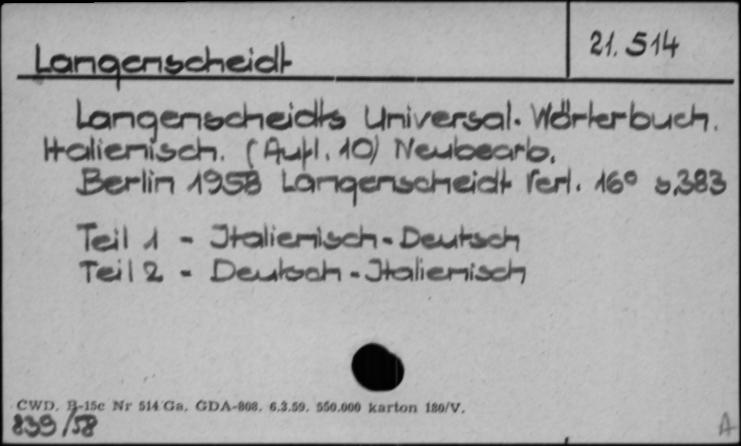 Langenscheidt
21.514
Langenscheidts Universal-Wörterbuch.
Italienisch. (Aufl. 10) Neubearb.
Berlin 1958 Langenscheidt Verl. 16° s.383
Teil 1 - Italienisch-Deutsch
Teil 2 - Deutsch-Italienisch
CWD. B-15c Nr 514 Ga. GDA-808. 6.3.59. 550.000 karton 180/V.
839/58
A